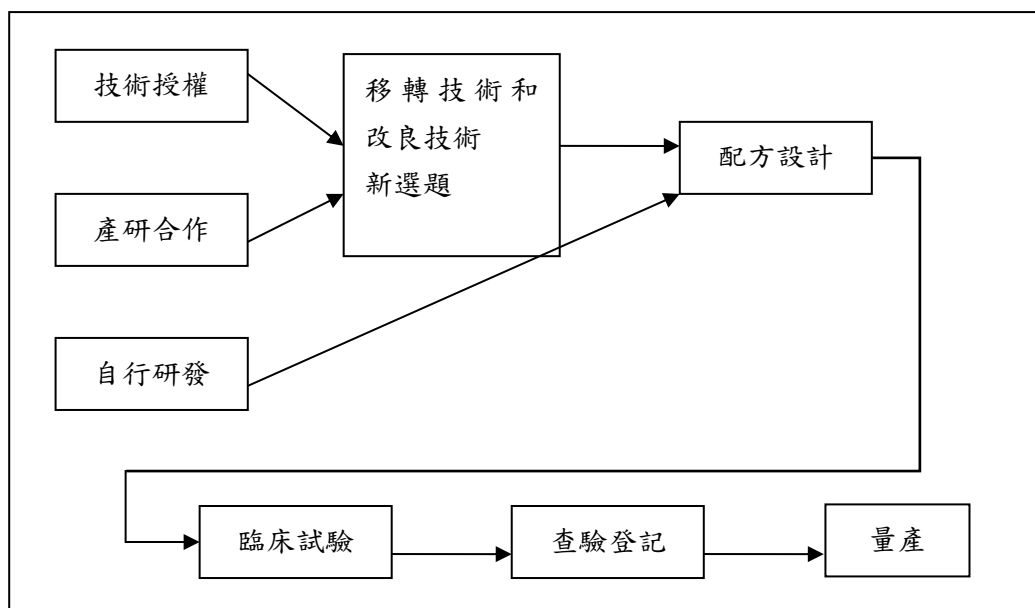 技術授權
移轉技術和
改良技術
新選題
配方設計
產研合作
自行研發
臨床試驗
查驗登記
量產